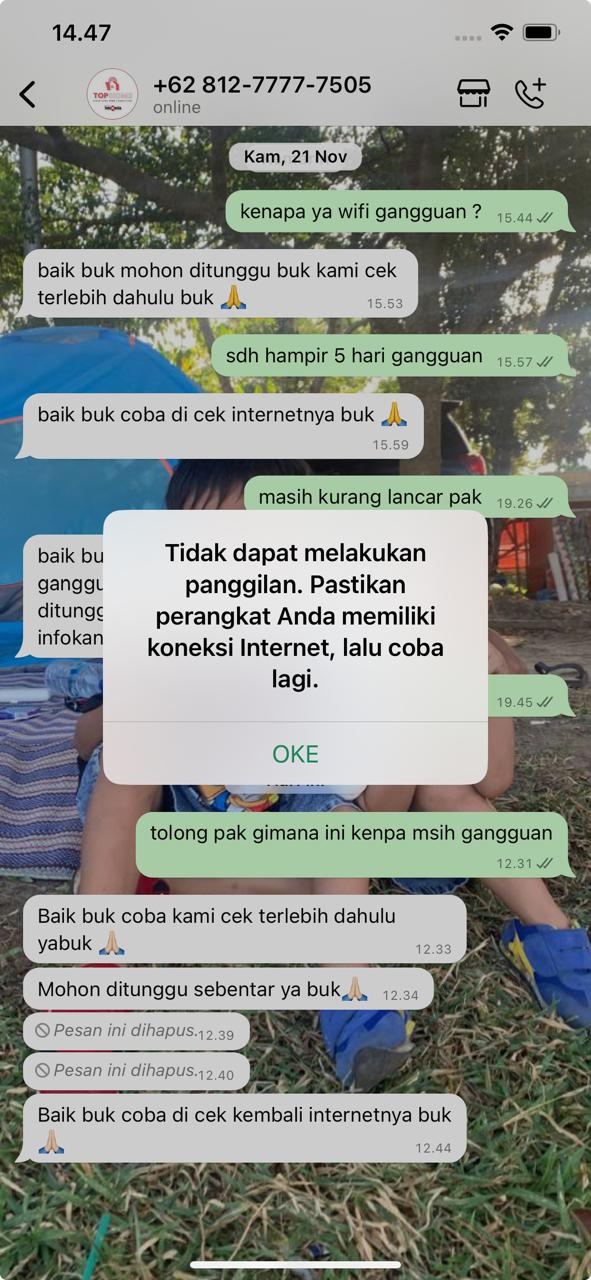 14.47
+62 812-7777-7505
online
Kam, 21 Nov
kenapa ya wifi gangguan ? 15.44
baik buk mohon ditunggu buk kami cek
terlebih dahulu buk 🙏 15.53
sdh hampir 5 hari gangguan 15.57
baik buk coba di cek internetnya buk 🙏
15.59
masih kurang lancar pak 19.26
baik bu
ganggu
ditungg
infokan
Tidak dapat melakukan
panggilan. Pastikan
perangkat Anda memiliki
koneksi Internet, lalu coba
lagi.
19.45
OKE
tolong pak gimana ini kenpa msih gangguan
12.31
Baik buk coba kami cek terlebih dahulu
yabuk 🙏🏻 12.33
Mohon ditunggu sebentar ya buk🙏🏻 12.34
Pesan ini dihapus. 12.39
Pesan ini dihapus. 12.40
Baik buk coba di cek kembali internetnya buk
🙏🏻 12.44